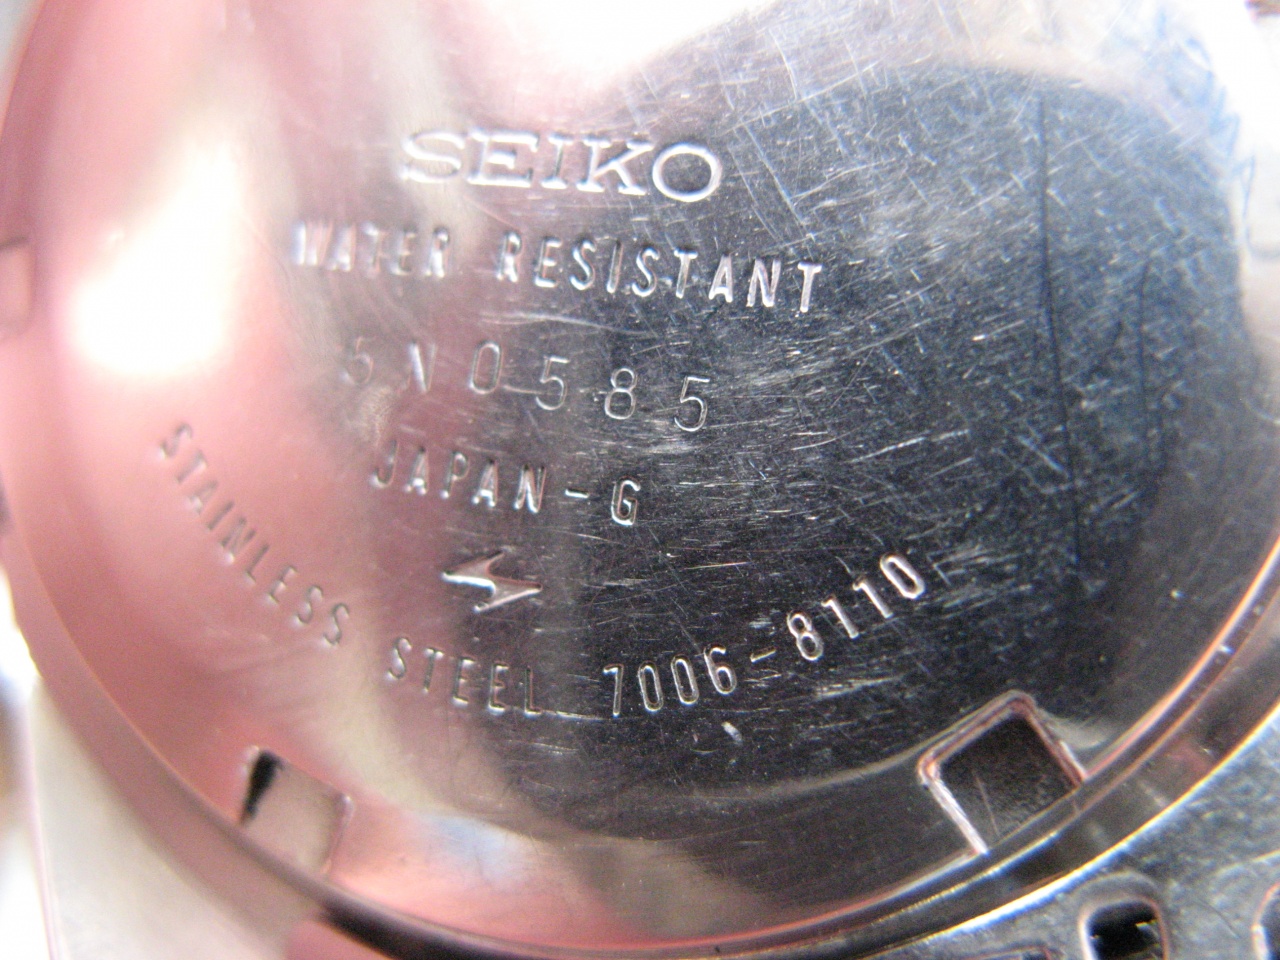 SEIKO
WATER RESISTANT
5N0585
JAPAN-G
STAINLESS STEEL 7006-8110